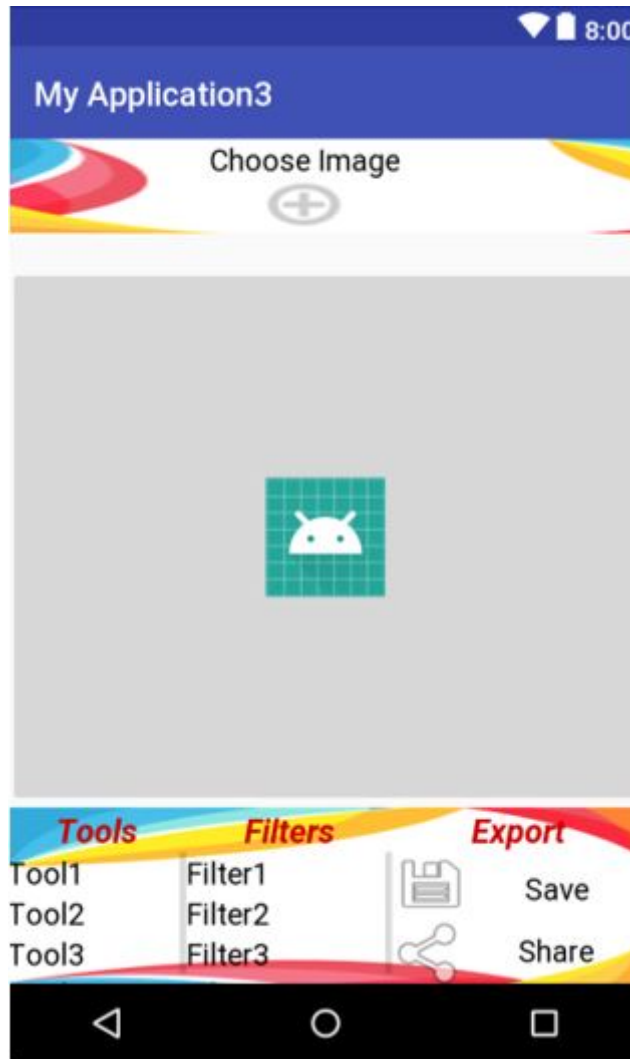 8:00
My Application3
Choose Image
Tools Filters Export
Tool1 Filter1
Save
Tool2 Filter2
Tool3 Filter3 Share